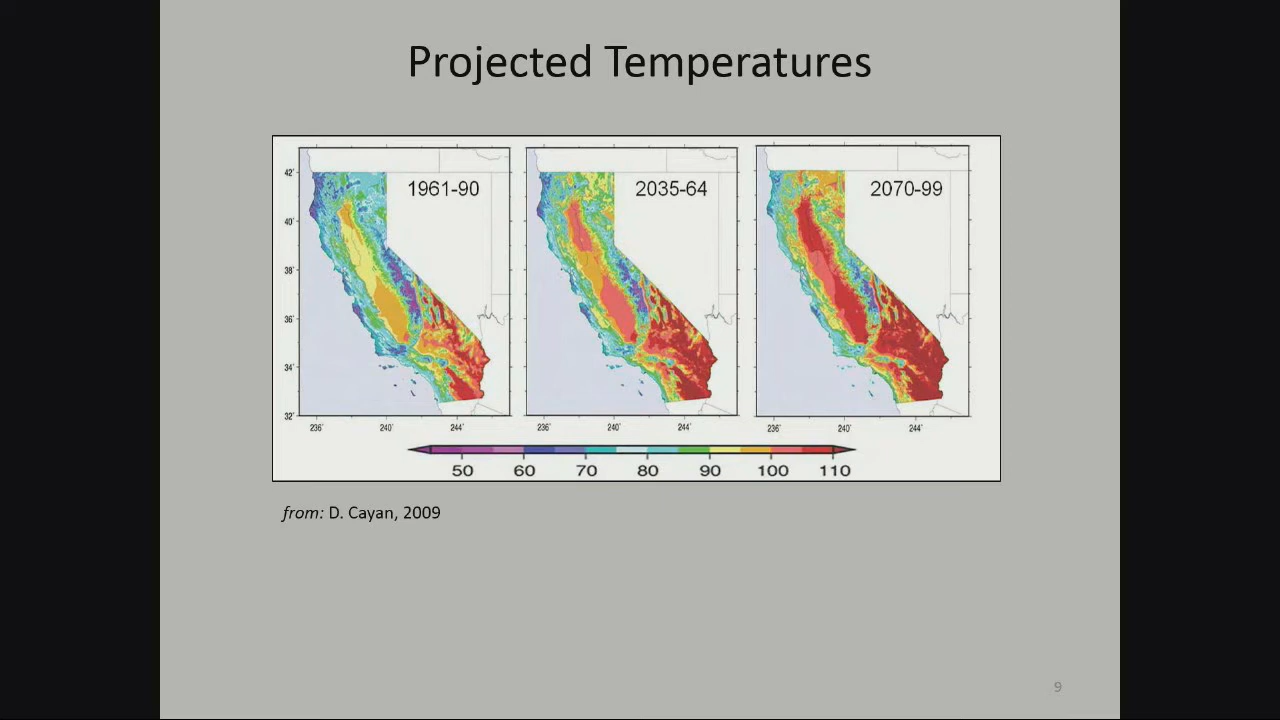 Projected Temperatures
1961-90
2035-64
2070-99
42°
40°
38°
36°
34°
32°
236° 240° 244° 236° 240° 244° 236° 240° 244°
50 60 70 80 90 100 110
from: D. Cayan, 2009
9